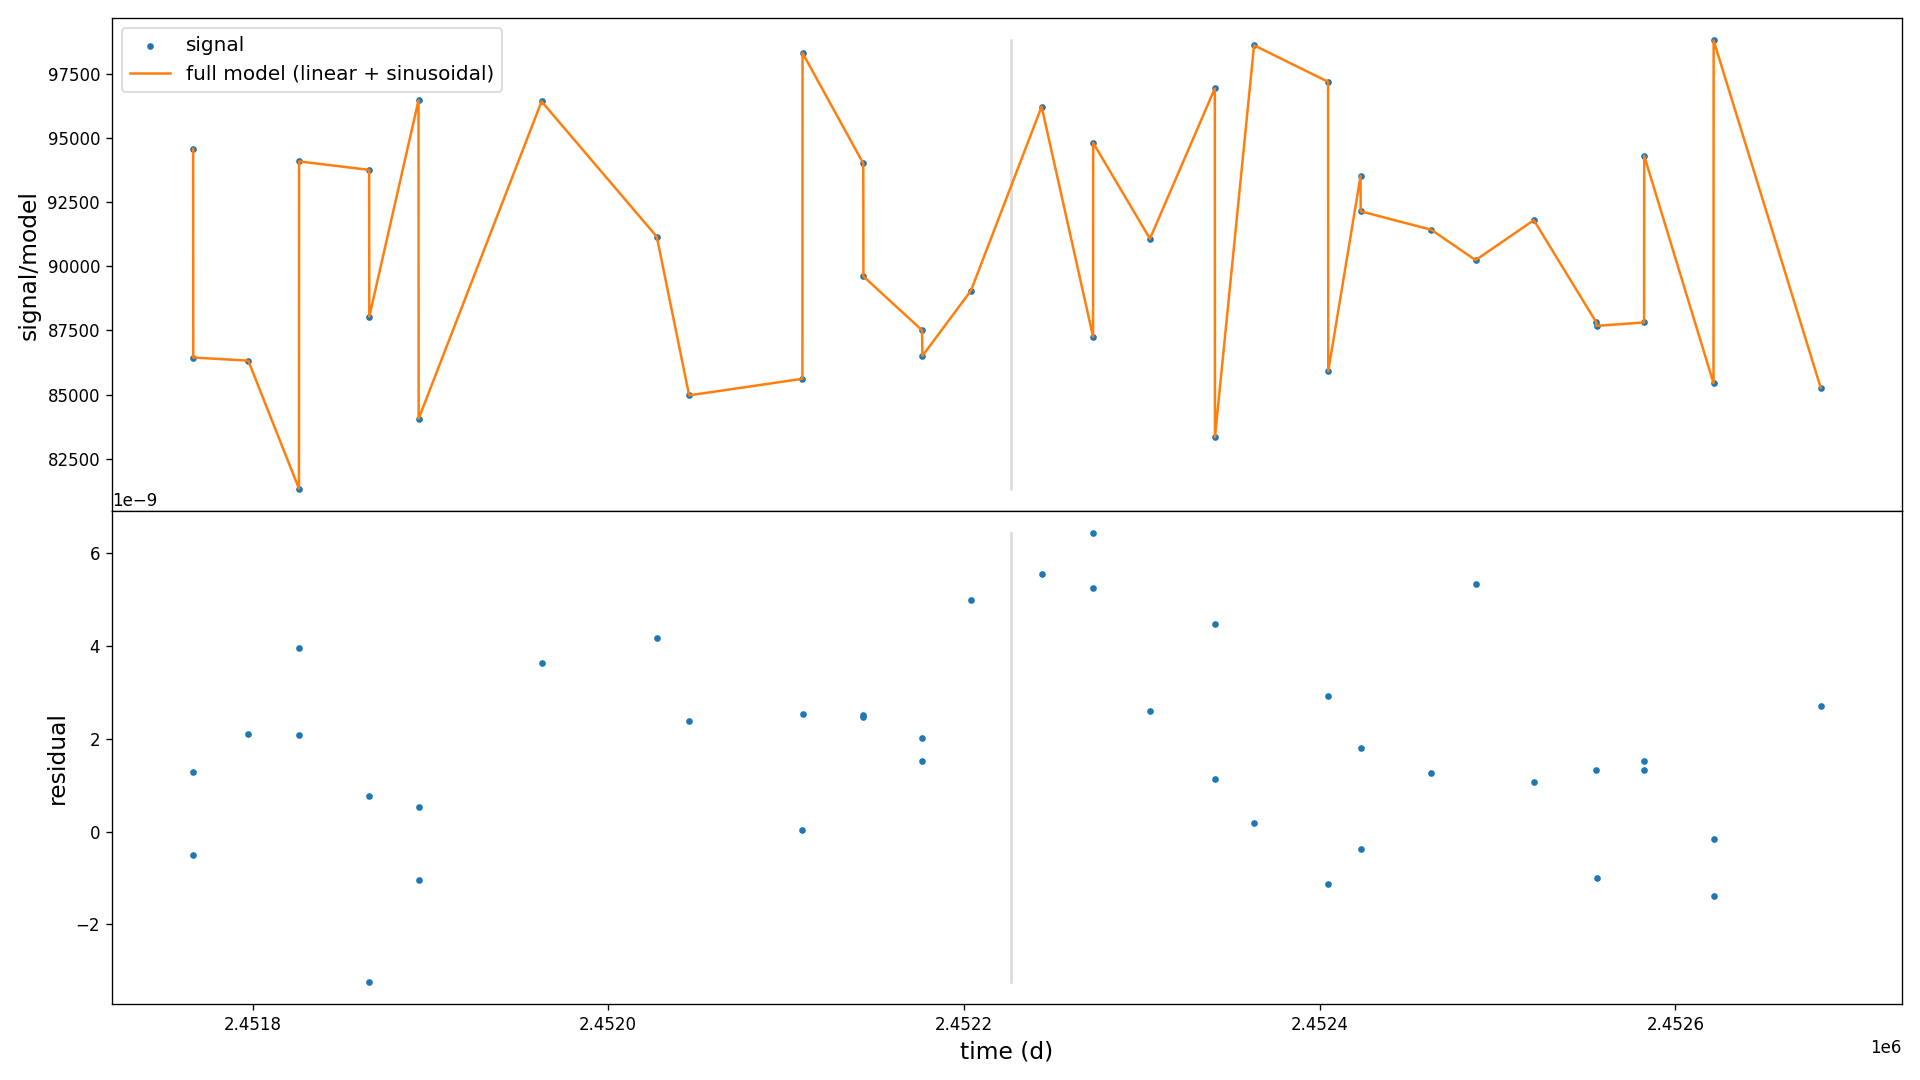 signal
full model (linear + sinusoidal)
97500
95000
92500
90000
87500
85000
82500
signal/model
1e−9
6
4
2
0
−2
residual
2.4518
2.4520
2.4522
2.4524
2.4526
1e6
time (d)